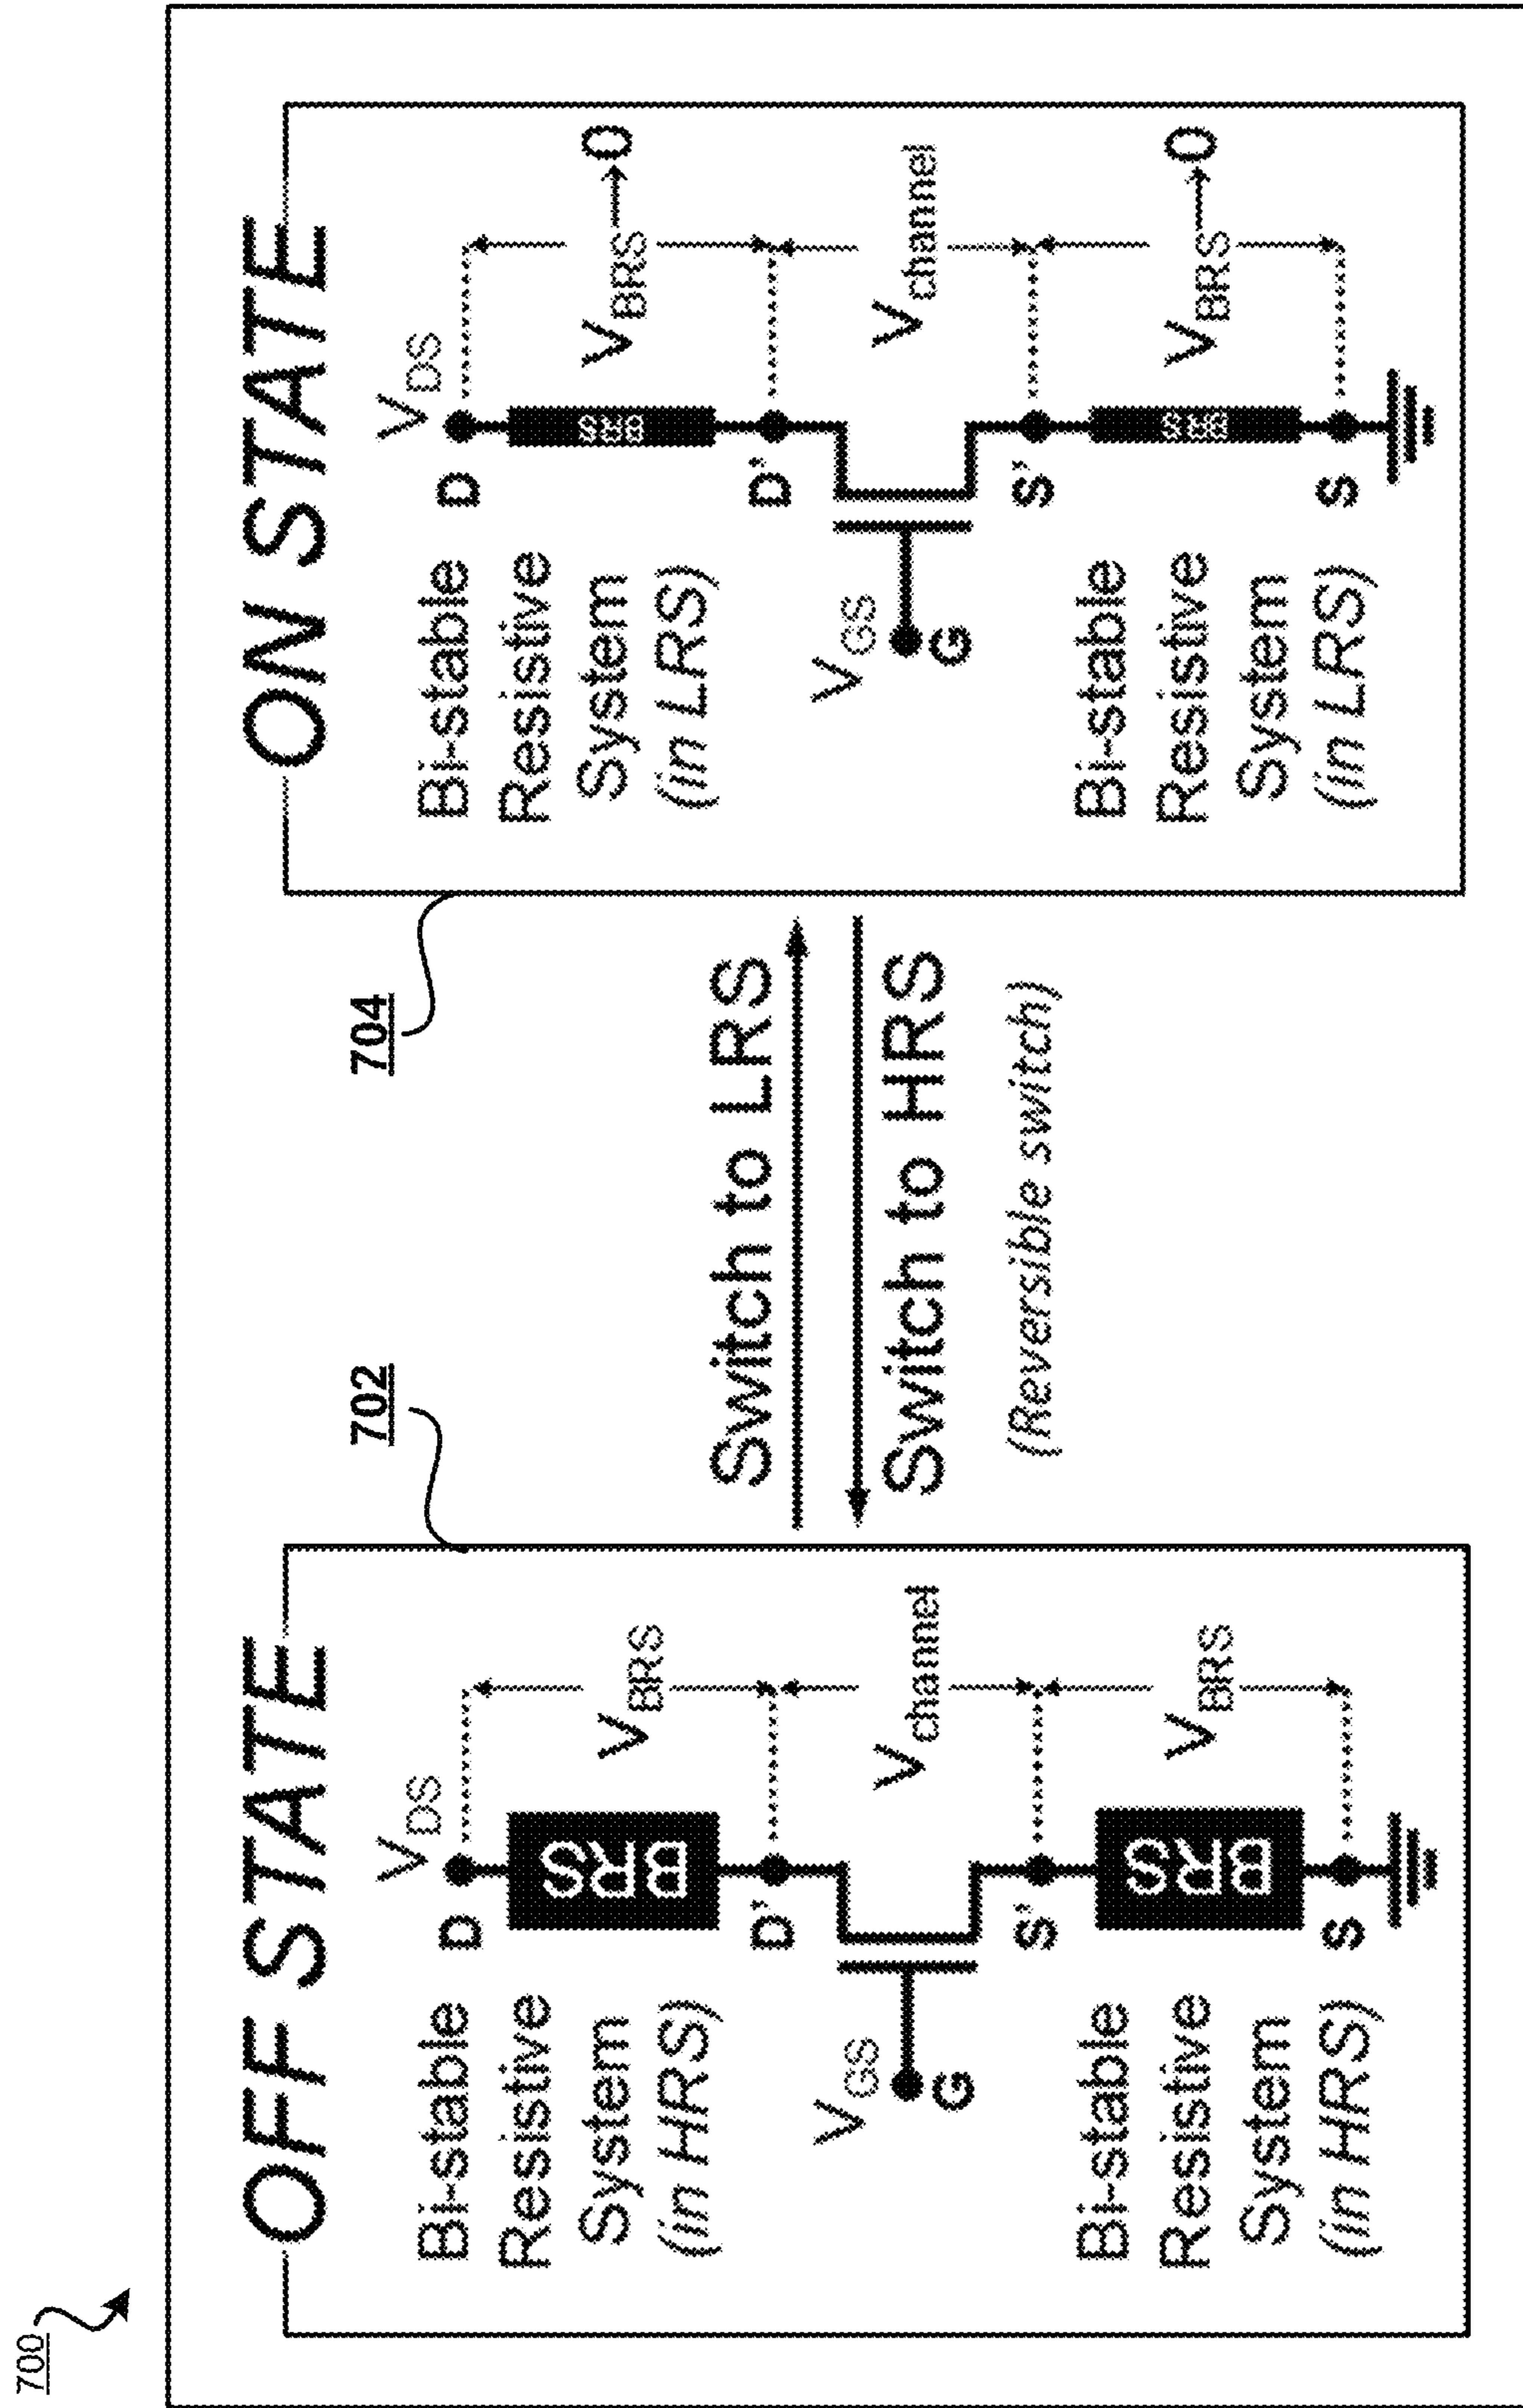 700
OFF STATE
V_DS
D
Bi-stable
Resistive
System
(in HRS)
BRS
V_BRS
D'
V_GS
G
V_channel
S'
Bi-stable
Resistive
System
(in HRS)
BRS
V_BRS
S
702
704
Switch to LRS
Switch to HRS
(Reversible switch)
ON STATE
V_DS
D
Bi-stable
Resistive
System
(in LRS)
BRS
V_BRS→0
D'
V_GS
G
V_channel
S'
Bi-stable
Resistive
System
(in LRS)
BRS
V_BRS→0
S